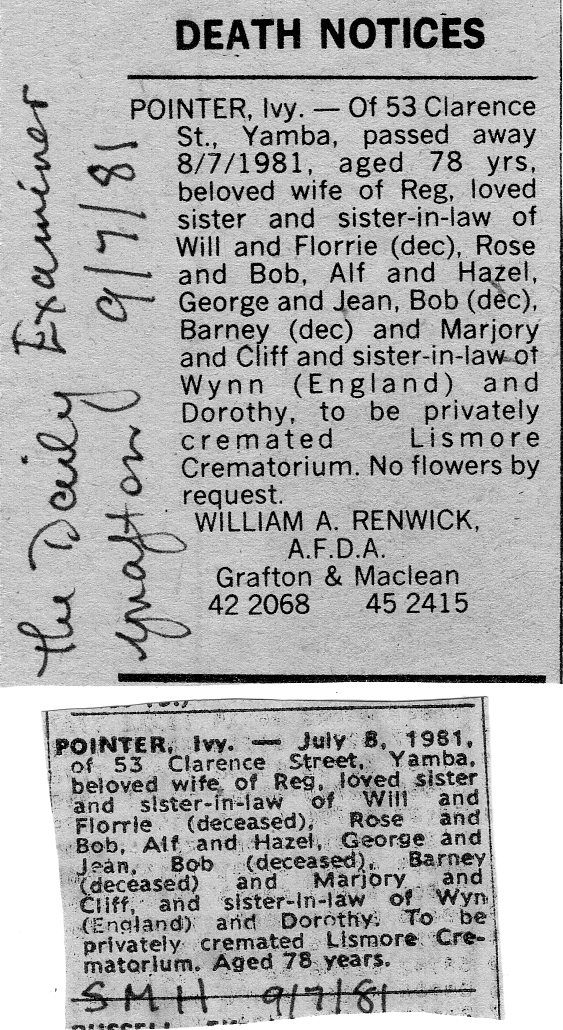 DEATH NOTICES
POINTER, Ivy. — Of 53 Clarence
St., Yamba, passed away
8/7/1981, aged 78 yrs,
beloved wife of Reg, loved
sister and sister-in-law of
Will and Florrie (dec), Rose
and Bob, Alf and Hazel,
George and Jean, Bob (dec),
Barney (dec) and Marjory
and Cliff and sister-in-law of
Wynn (England) and
Dorothy, to be privately
cremated Lismore
Crematorium. No flowers by
request.
WILLIAM A. RENWICK,
A.F.D.A.
Grafton & Maclean
42 2068 45 2415
the Daily Examiner
Grafton 9/7/81
POINTER, Ivy. — July 8, 1981,
of 53 Clarence Street, Yamba,
beloved wife of Reg, loved sister
and sister-in-law of Will and
Florrie (deceased), Rose and
Bob, Alf and Hazel, George and
Jean, Bob (deceased), Barney
(deceased) and Marjory and
Cliff, and sister-in-law of Wyn
(England) and Dorothy. To be
privately cremated Lismore Cre-
matorium. Aged 78 years.
SMH 9/7/81